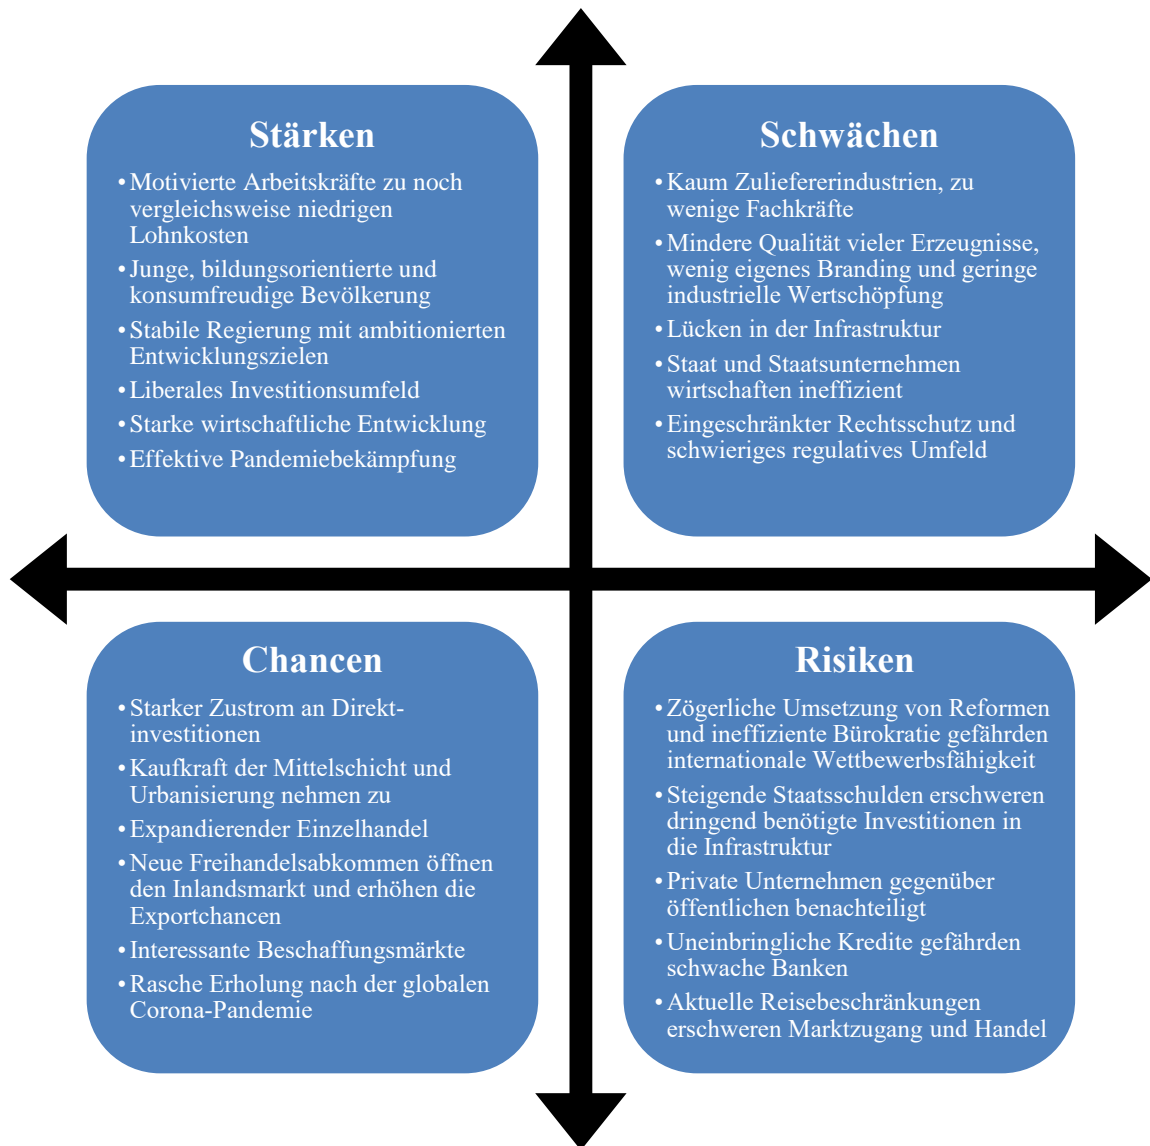 Stärken
• Motivierte Arbeitskräfte zu noch
vergleichsweise niedrigen
Lohnkosten
• Junge, bildungsorientierte und
konsumfreudige Bevölkerung
• Stabile Regierung mit ambitionierten
Entwicklungszielen
• Liberales Investitionsumfeld
• Starke wirtschaftliche Entwicklung
• Effektive Pandemiebekämpfung
Schwächen
• Kaum Zuliefererindustrien, zu
wenige Fachkräfte
• Mindere Qualität vieler Erzeugnisse,
wenig eigenes Branding und geringe
industrielle Wertschöpfung
• Lücken in der Infrastruktur
• Staat und Staatsunternehmen
wirtschaften ineffizient
• Eingeschränkter Rechtsschutz und
schwieriges regulatives Umfeld
Chancen
• Starker Zustrom an Direkt-
investitionen
• Kaufkraft der Mittelschicht und
Urbanisierung nehmen zu
• Expandierender Einzelhandel
• Neue Freihandelsabkommen öffnen
den Inlandsmarkt und erhöhen die
Exportchancen
• Interessante Beschaffungsmärkte
• Rasche Erholung nach der globalen
Corona-Pandemie
Risiken
• Zögerliche Umsetzung von Reformen
und ineffiziente Bürokratie gefährden
internationale Wettbewerbsfähigkeit
• Steigende Staatsschulden erschweren
dringend benötigte Investitionen in
die Infrastruktur
• Private Unternehmen gegenüber
öffentlichen benachteiligt
• Uneinbringliche Kredite gefährden
schwache Banken
• Aktuelle Reisebeschränkungen
erschweren Marktzugang und Handel